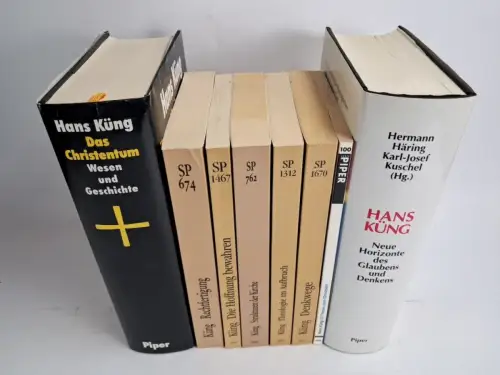 Hans Küng
Das
Christentum
Wesen
und
Geschichte
Piper
Hans Küng
SP
674
Küng Rechtfertigung
SP
1467
Küng Die Hoffnung bewahren
SP
762
Küng Strukturen der Kirche
SP
1312
Küng Theologie im Aufbruch
SP
1670
Küng Denkwege
100
PIPER
Hermann
Häring
Karl-Josef
Kuschel
(Hg.)
HANS
KÜNG
Neue
Horizonte
des
Glaubens
und
Denkens
Piper